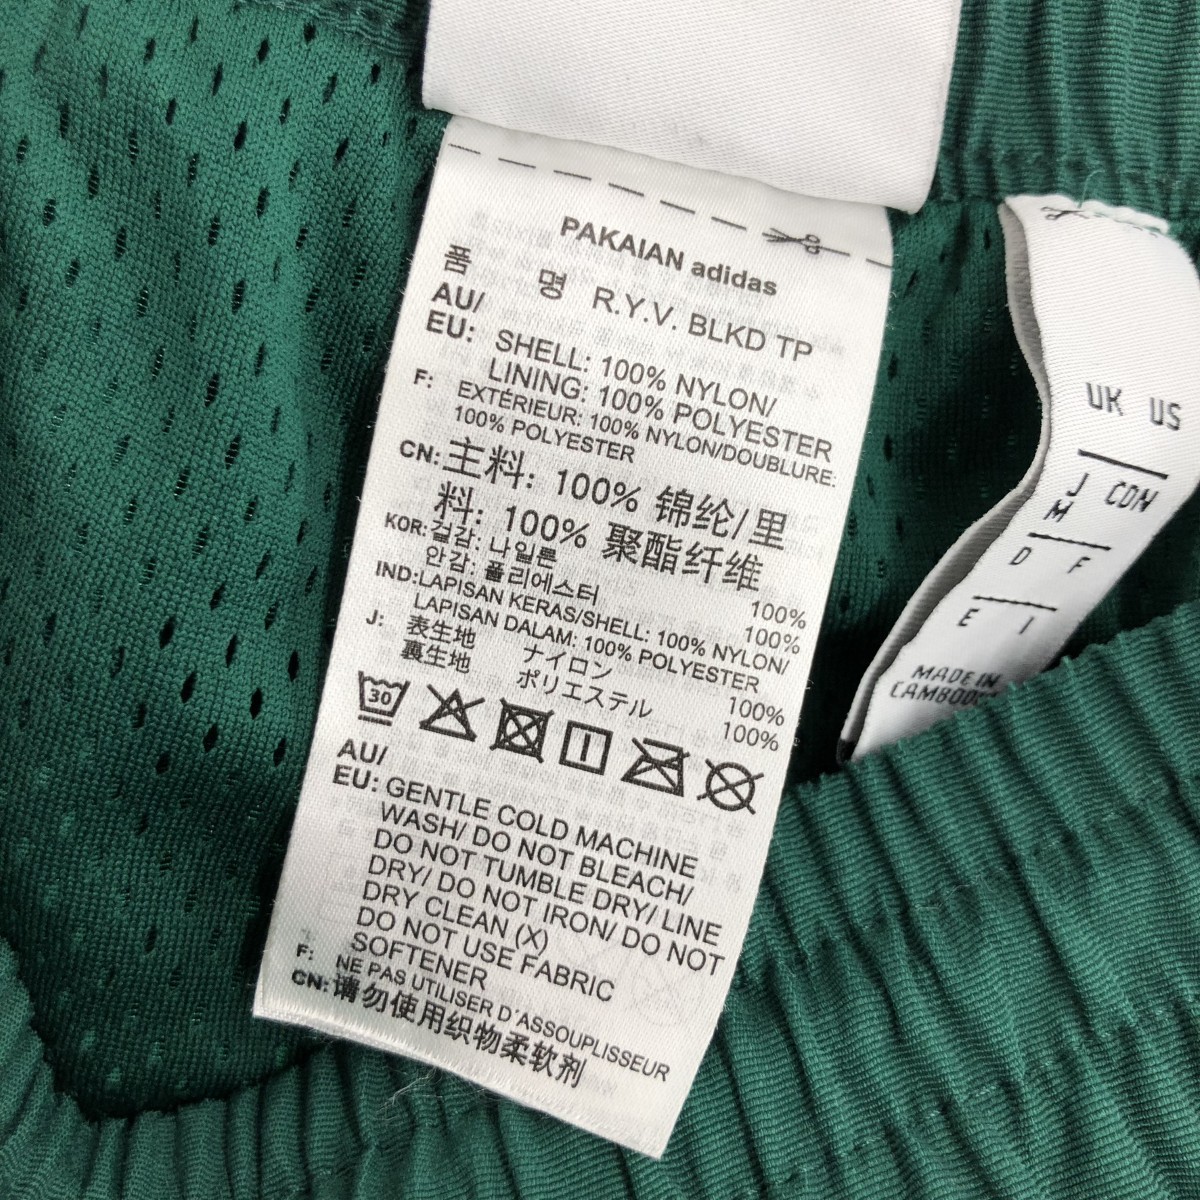 PAKAIAN adidas
품 명 R.Y.V. BLKD TP
AU/
EU: SHELL: 100% NYLON/
LINING: 100% POLYESTER
F: EXTÉRIEUR: 100% NYLON/DOUBLURE:
100% POLYESTER
CN: 主料: 100% 锦纶/里
料: 100% 聚酯纤维
KOR: 겉감: 나일론 100%
안감: 폴리에스터 100%
IND: LAPISAN KERAS/SHELL: 100% NYLON/
LAPISAN DALAM: 100% POLYESTER
J: 表生地 ナイロン 100%
裏生地 ポリエステル 100%
30
AU/
EU: GENTLE COLD MACHINE
WASH/ DO NOT BLEACH/
DO NOT TUMBLE DRY/ LINE
DRY/ DO NOT IRON/ DO NOT
DRY CLEAN (X)
DO NOT USE FABRIC
SOFTENER
F: NE PAS UTILISER D'ASSOUPLISSEUR
CN: 请勿使用织物柔软剂
UK US
J CDN
M
D F
E I
MADE IN